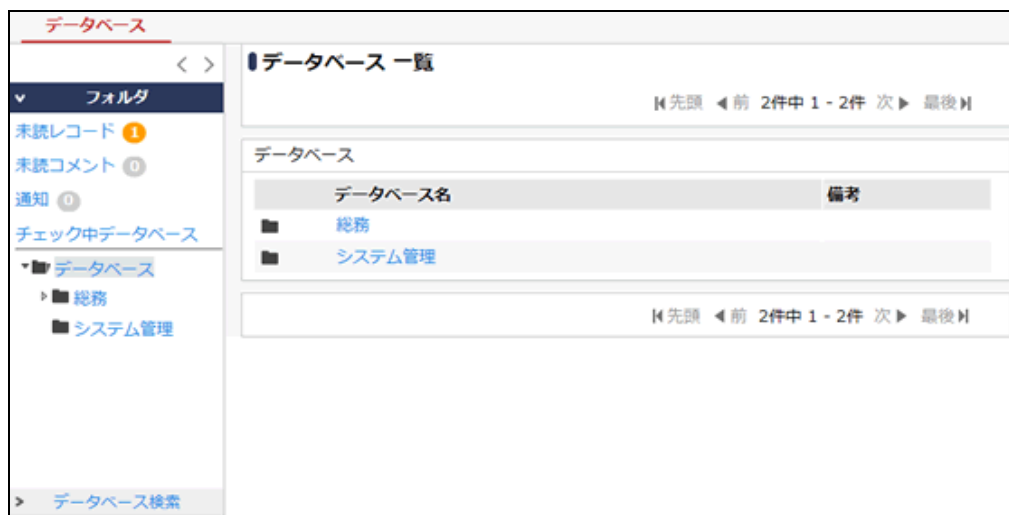 データベース
< >
フォルダ
未読レコード 1
未読コメント 0
通知 0
チェック中データベース
データベース
総務
システム管理
データベース検索
データベース 一覧
先頭 前 2件中 1 - 2件 次 最後
データベース
データベース名 備考
総務
システム管理
先頭 前 2件中 1 - 2件 次 最後